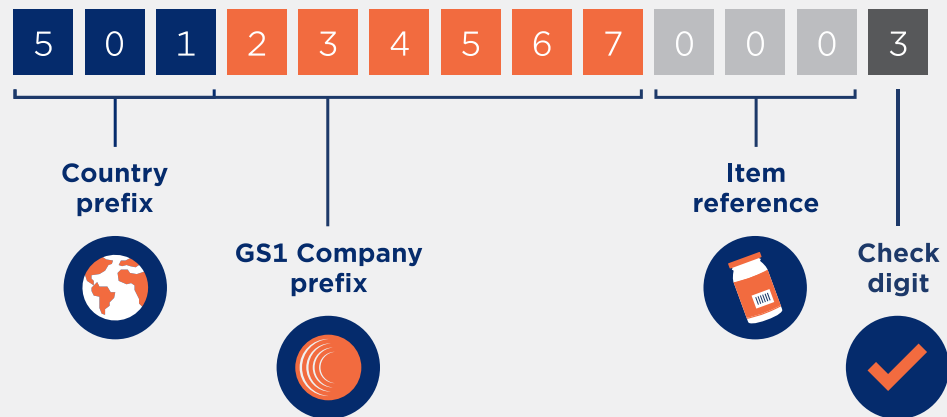 5 0 1 2 3 4 5 6 7 0 0 0 3
Country
prefix
GS1 Company
prefix
Item
reference
Check
digit